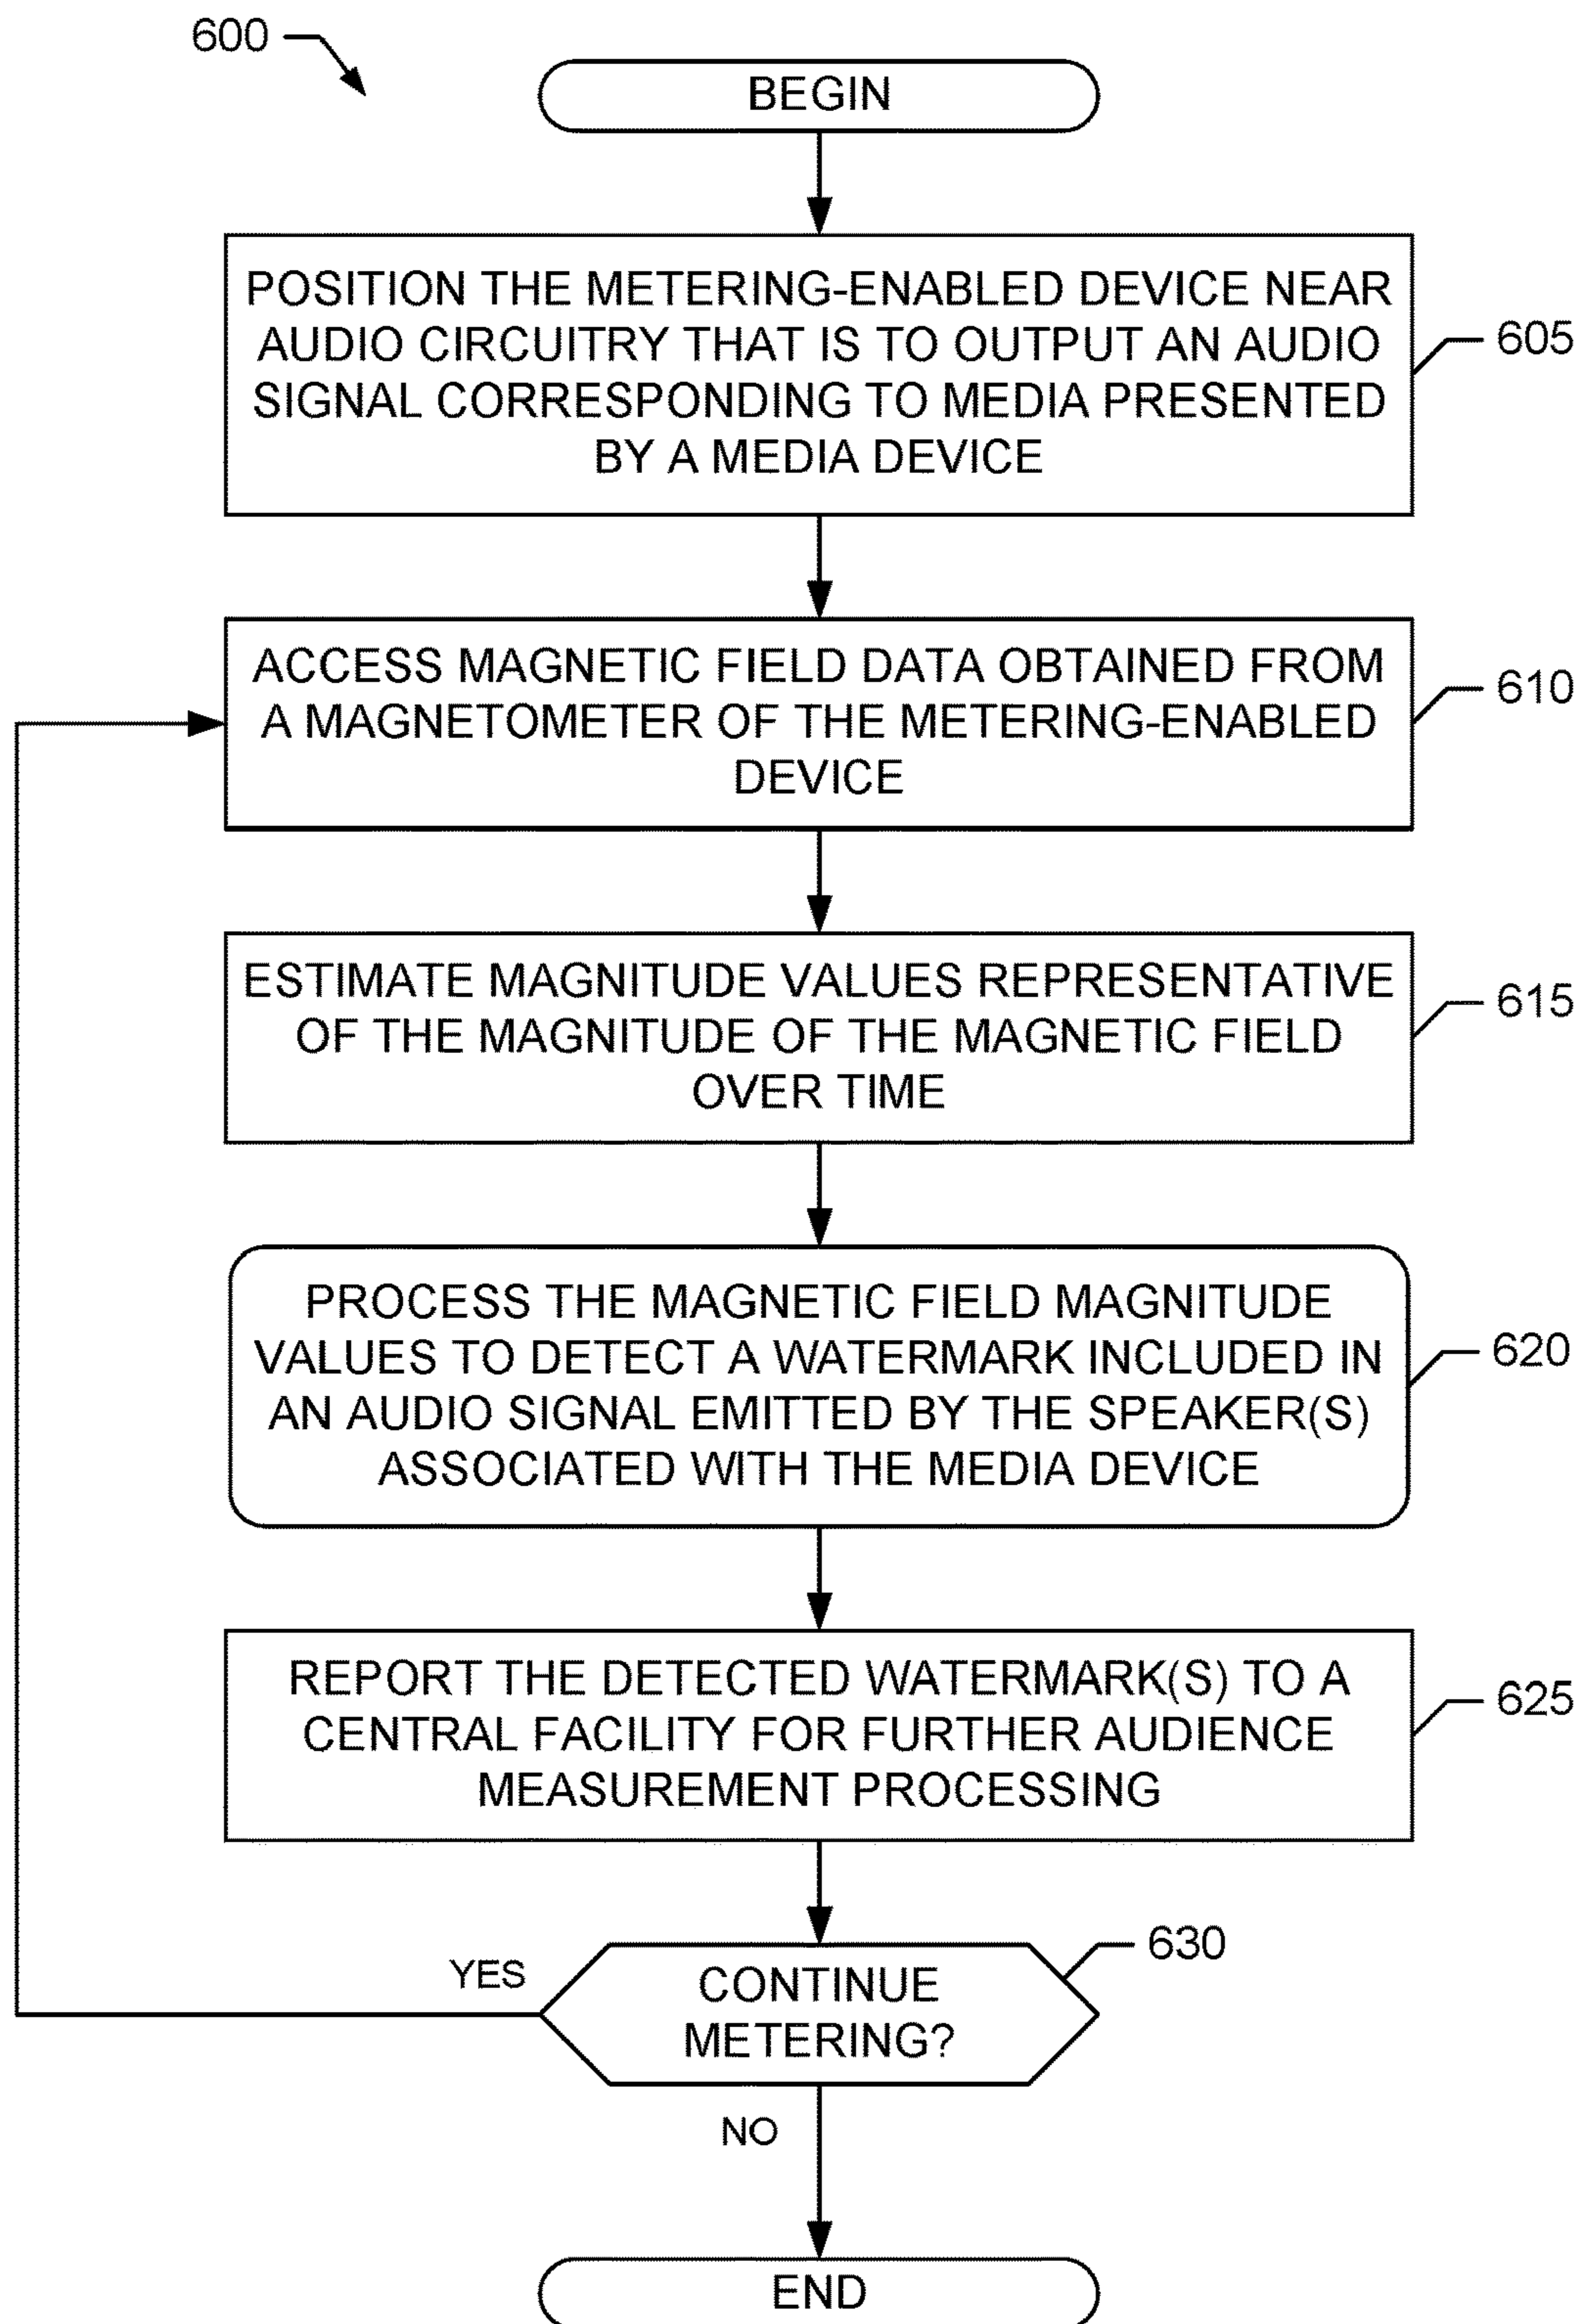 600
BEGIN
POSITION THE METERING-ENABLED DEVICE NEAR
AUDIO CIRCUITRY THAT IS TO OUTPUT AN AUDIO
SIGNAL CORRESPONDING TO MEDIA PRESENTED
BY A MEDIA DEVICE
605
ACCESS MAGNETIC FIELD DATA OBTAINED FROM
A MAGNETOMETER OF THE METERING-ENABLED
DEVICE
610
ESTIMATE MAGNITUDE VALUES REPRESENTATIVE
OF THE MAGNITUDE OF THE MAGNETIC FIELD
OVER TIME
615
PROCESS THE MAGNETIC FIELD MAGNITUDE
VALUES TO DETECT A WATERMARK INCLUDED IN
AN AUDIO SIGNAL EMITTED BY THE SPEAKER(S)
ASSOCIATED WITH THE MEDIA DEVICE
620
REPORT THE DETECTED WATERMARK(S) TO A
CENTRAL FACILITY FOR FURTHER AUDIENCE
MEASUREMENT PROCESSING
625
CONTINUE
METERING?
630
YES
NO
END